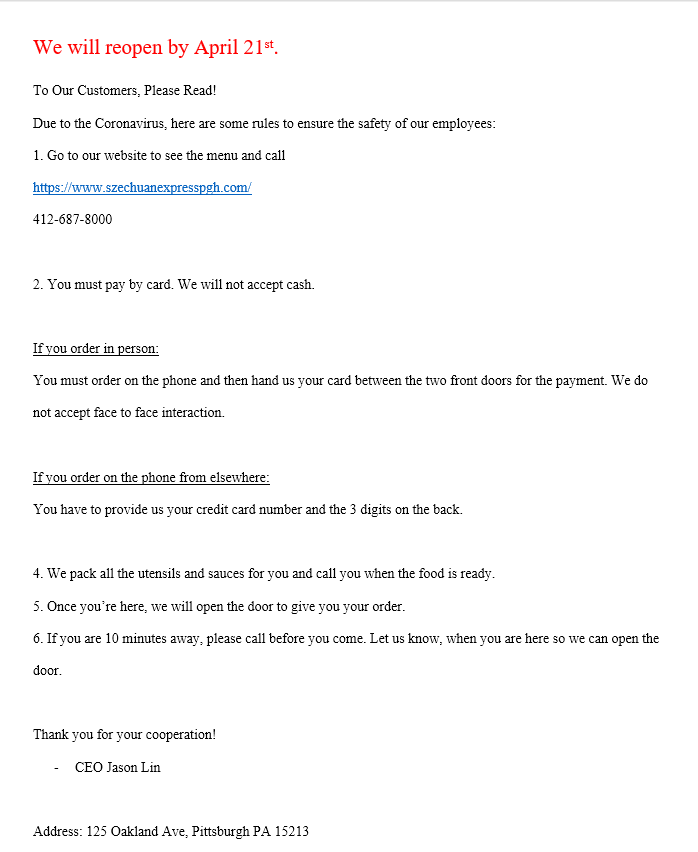 We will reopen by April 21st.
To Our Customers, Please Read!
Due to the Coronavirus, here are some rules to ensure the safety of our employees:
1. Go to our website to see the menu and call
https://www.szechuanexpresspgh.com/
412-687-8000
2. You must pay by card. We will not accept cash.
If you order in person:
You must order on the phone and then hand us your card between the two front doors for the payment. We do
not accept face to face interaction.
If you order on the phone from elsewhere:
You have to provide us your credit card number and the 3 digits on the back.
4. We pack all the utensils and sauces for you and call you when the food is ready.
5. Once you’re here, we will open the door to give you your order.
6. If you are 10 minutes away, please call before you come. Let us know, when you are here so we can open the
door.
Thank you for your cooperation!
- CEO Jason Lin
Address: 125 Oakland Ave, Pittsburgh PA 15213